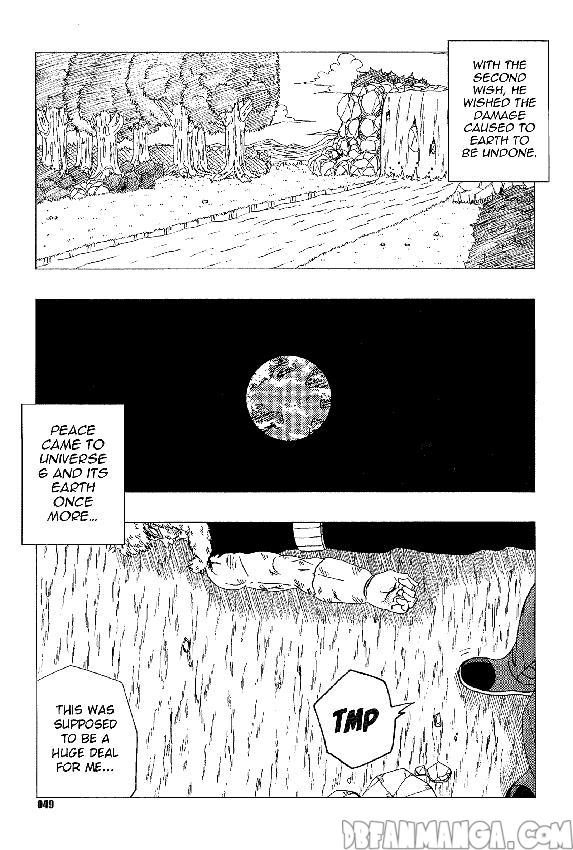 WITH THE
SECOND
WISH, HE
WISHED THE
DAMAGE
CAUSED TO
EARTH TO
BE UNDONE.
PEACE
CAME TO
UNIVERSE
6 AND ITS
EARTH
ONCE
MORE...
THIS WAS
SUPPOSED
TO BE A
HUGE DEAL
FOR ME...
TMP
049
DBFANMANGA.COM